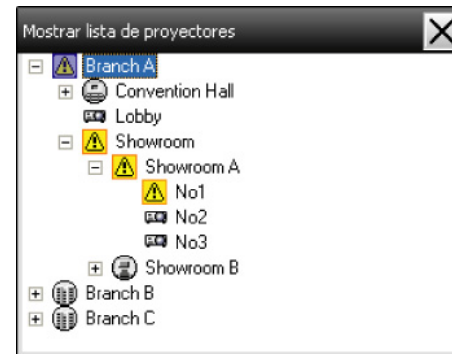 Mostrar lista de proyectores
Branch A
Convention Hall
Lobby
Showroom
Showroom A
No1
No2
No3
Showroom B
Branch B
Branch C